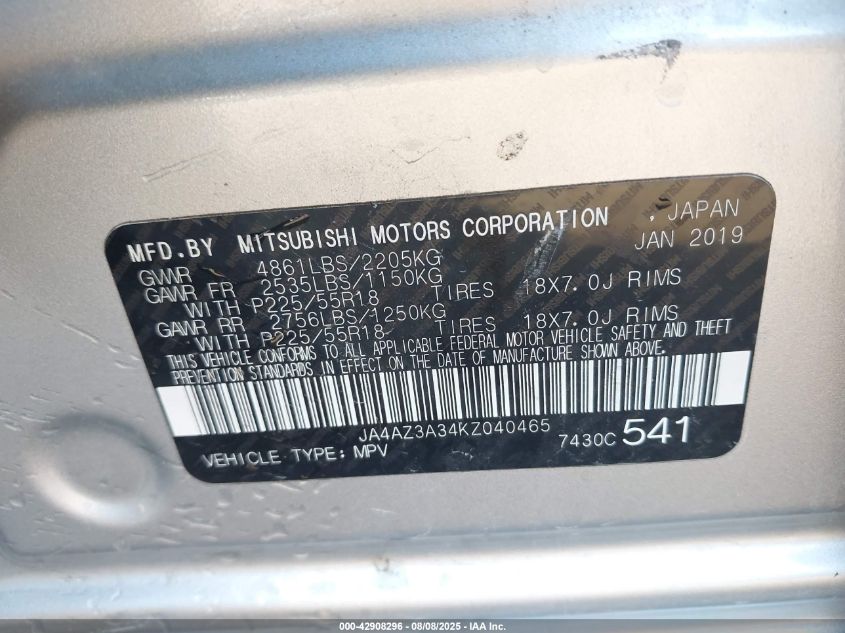 MFD.BY MITSUBISHI MOTORS CORPORATION , JAPAN
JAN 2019
GVWR 4861LBS/2205KG
GAWR FR 2535LBS/1150KG
WITH P225/55R18 TIRES 18X7.0J RIMS
GAWR RR 2756LBS/1250KG
WITH P225/55R18 TIRES 18X7.0J RIMS
THIS VEHICLE CONFORMS TO ALL APPLICABLE FEDERAL MOTOR VEHICLE SAFETY AND THEFT
PREVENTION STANDARDS IN EFFECT ON THE DATE OF MANUFACTURE SHOWN ABOVE.
JA4AZ3A34KZ040465
7430C 541
VEHICLE TYPE: MPV
000-42908296 - 08/08/2025 - IAA Inc.